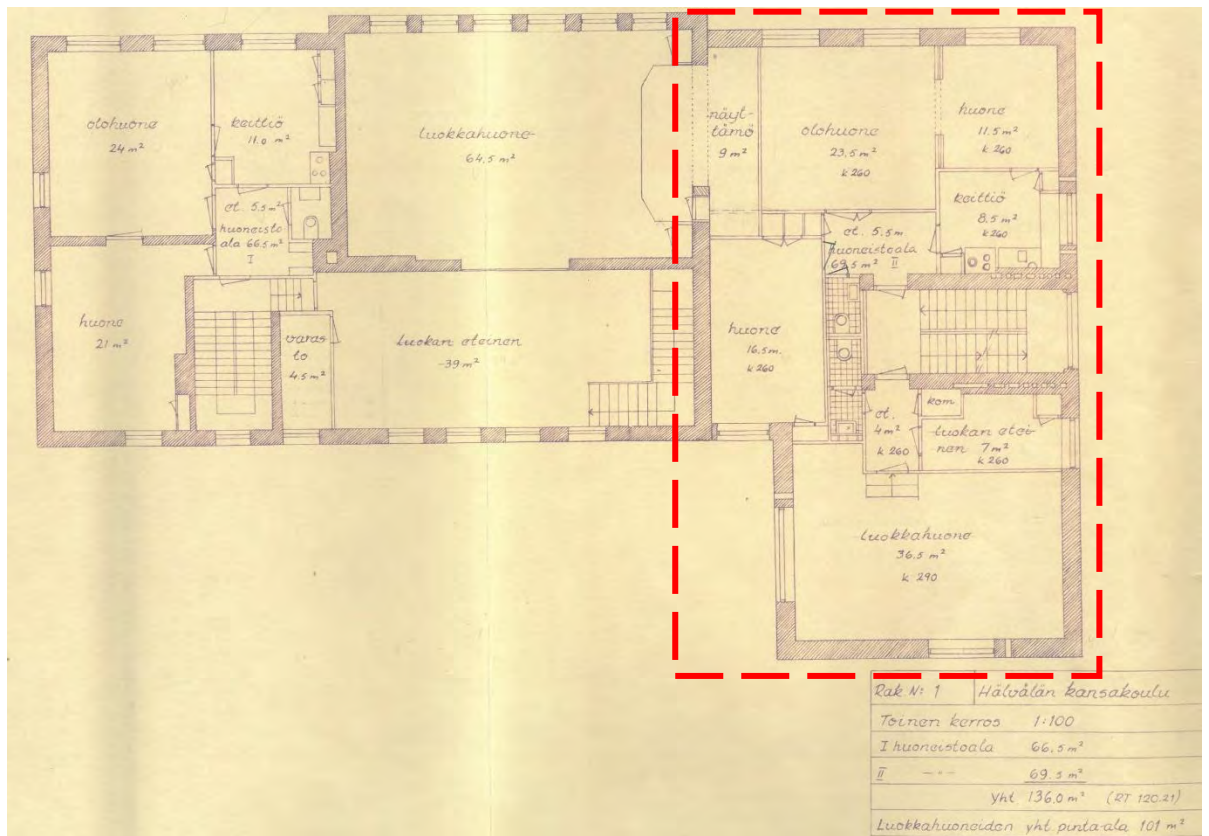 olohuone
24 m²
keittiö
11.0 m²
et. 5.5 m²
huoneisto
ala 66.5 m²
I
huone
21 m²
varas
to
4.5 m²
luokkahuone
64.5 m²
luokan eteinen
39 m²
näyt-
tämö
9 m²
olohuone
23.5 m²
k 260
huone
11.5 m²
k 260
keittiö
8.5 m²
k 260
et. 5.5 m
huoneistoala
69.5 m² II
huone
16.5 m.
k 260
et.
4 m²
k 260
kom
luokan etei-
nen 7 m²
k 260
luokkahuone
36.5 m²
k 290
Rak N: 1 Hälvälän kansakoulu
Toinen kerros 1:100
I huoneistoala 66,5 m²
II -"- 69.5 m²
Yht 136.0 m² (RT 120.21)
Luokkahuoneiden yht. pinta-ala 101 m²